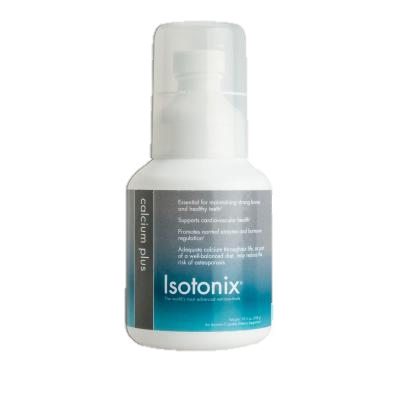 calcium plus
Essential for maintaining strong bones
and healthy teeth†
Supports cardiovascular health†
Promotes normal enzyme and hormone
regulation†
Adequate calcium throughout life, as part
of a well-balanced diet, may reduce the
risk of osteoporosis.
Isotonix®
The world's most advanced nutraceuticals